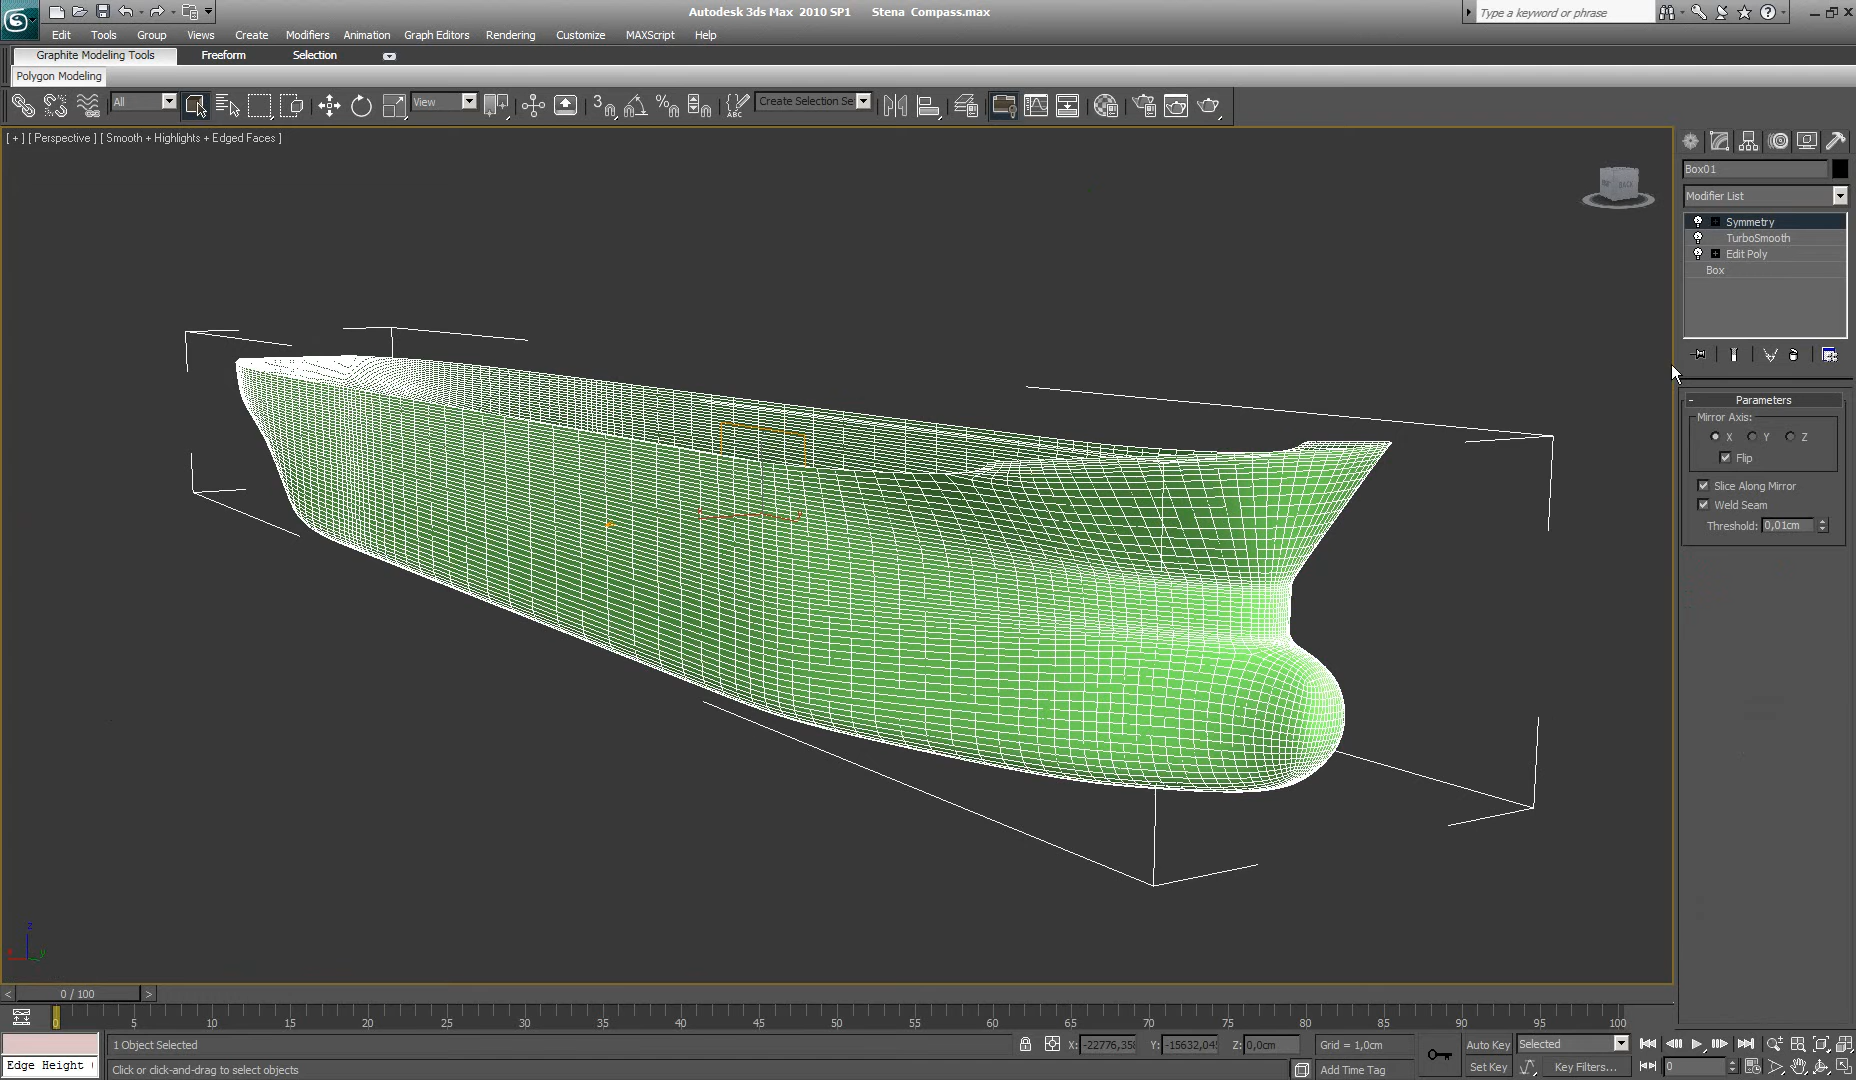 Autodesk 3ds Max 2010 SP1 Stena Compass.max
Type a keyword or phrase
Edit Tools Group Views Create Modifiers Animation Graph Editors Rendering Customize MAXScript Help
Graphite Modeling Tools Freeform Selection
Polygon Modeling
All View Create Selection Se
[ + ] [ Perspective ] [ Smooth + Highlights + Edged Faces ]
BACK
Box01
Modifier List
Symmetry
TurboSmooth
Edit Poly
Box
Parameters
Mirror Axis:
X Y Z
Flip
Slice Along Mirror
Weld Seam
Threshold: 0,01cm
z
0 / 100
0 5 10 15 20 25 30 35 40 45 50 55 60 65 70 75 80 85 90 95 100
1 Object Selected X: -22776,35 Y: -15632,04 Z: 0,0cm Grid = 1,0cm Auto Key Selected
Edge Height Click or click-and-drag to select objects Add Time Tag Set Key Key Filters... 0